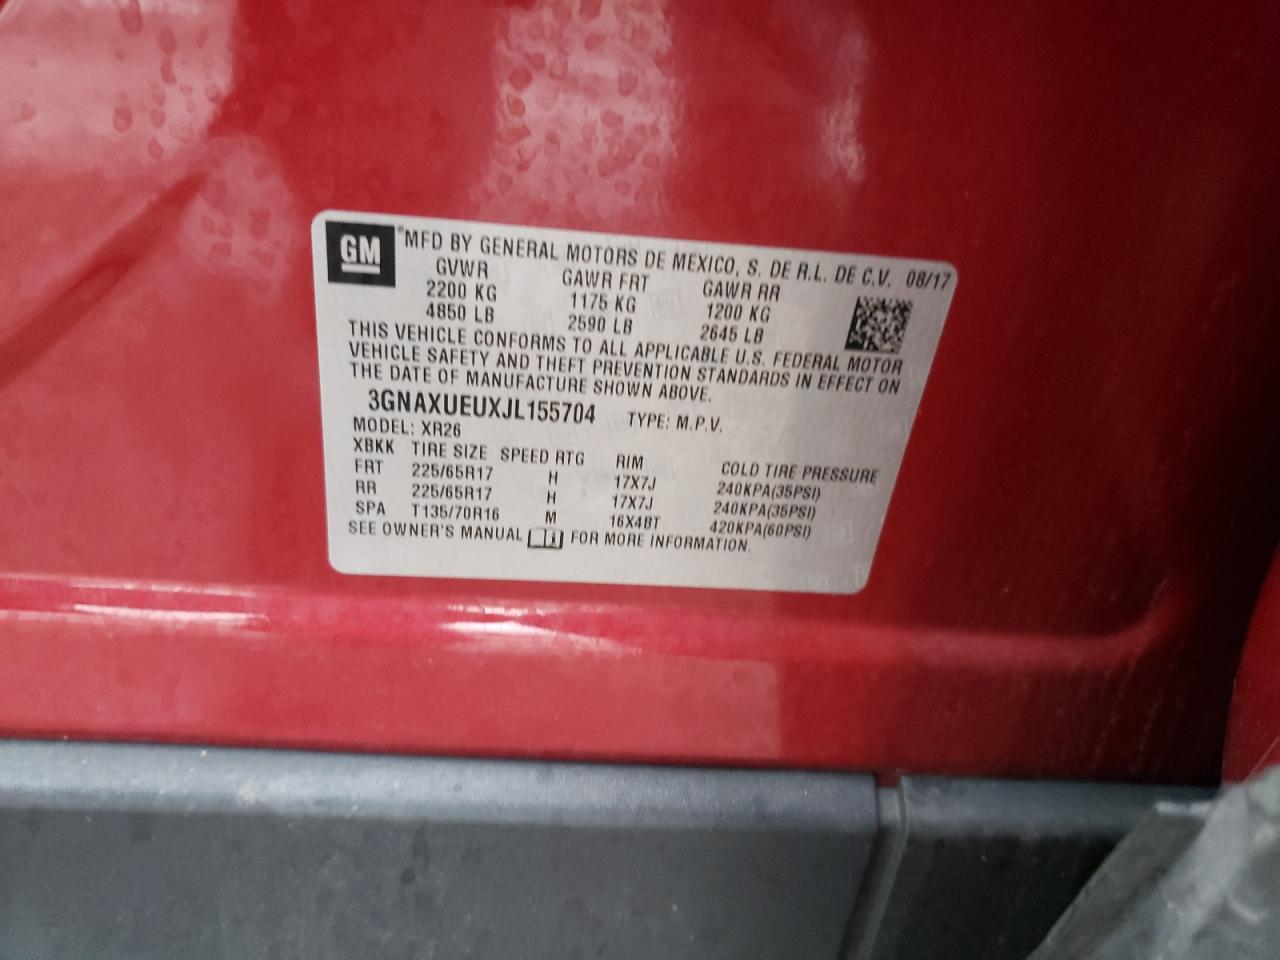 GM
®MFD BY GENERAL MOTORS DE MEXICO, S. DE R.L. DE C.V. 08/17
GVWR GAWR FRT GAWR RR
2200 KG 1175 KG 1200 KG
4850 LB 2590 LB 2645 LB
THIS VEHICLE CONFORMS TO ALL APPLICABLE U.S. FEDERAL MOTOR
VEHICLE SAFETY AND THEFT PREVENTION STANDARDS IN EFFECT ON
THE DATE OF MANUFACTURE SHOWN ABOVE.
3GNAXUEUXJL155704 TYPE: M.P.V.
MODEL: XR26
XBKK TIRE SIZE SPEED RTG RIM COLD TIRE PRESSURE
FRT 225/65R17 H 17X7J 240KPA(35PSI)
RR 225/65R17 H 17X7J 240KPA(35PSI)
SPA T135/70R16 M 16X4BT 420KPA(60PSI)
SEE OWNER'S MANUAL FOR MORE INFORMATION.